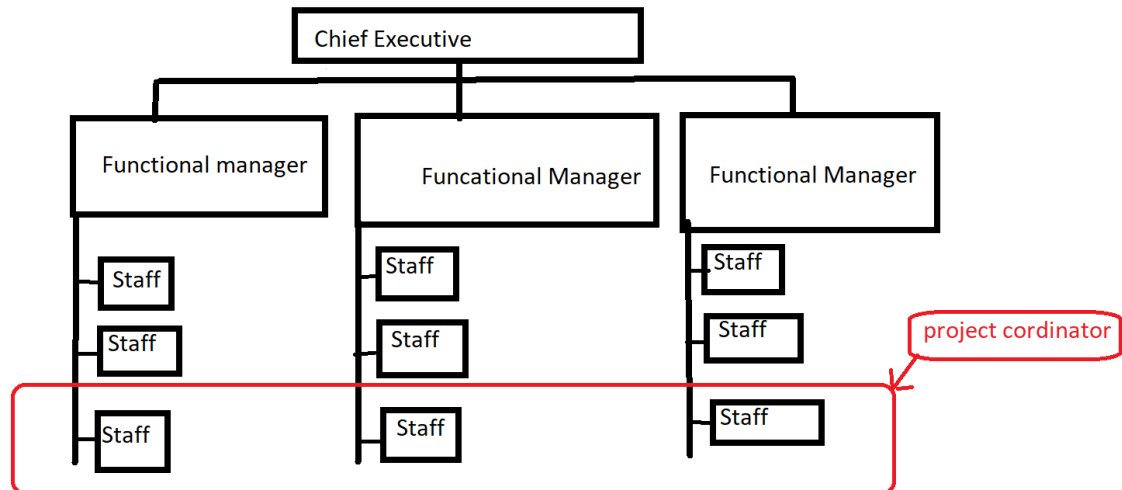 Chief Executive
Functional manager
Funcational Manager
Functional Manager
Staff
Staff
Staff
Staff
Staff
Staff
project cordinator
Staff
Staff
Staff